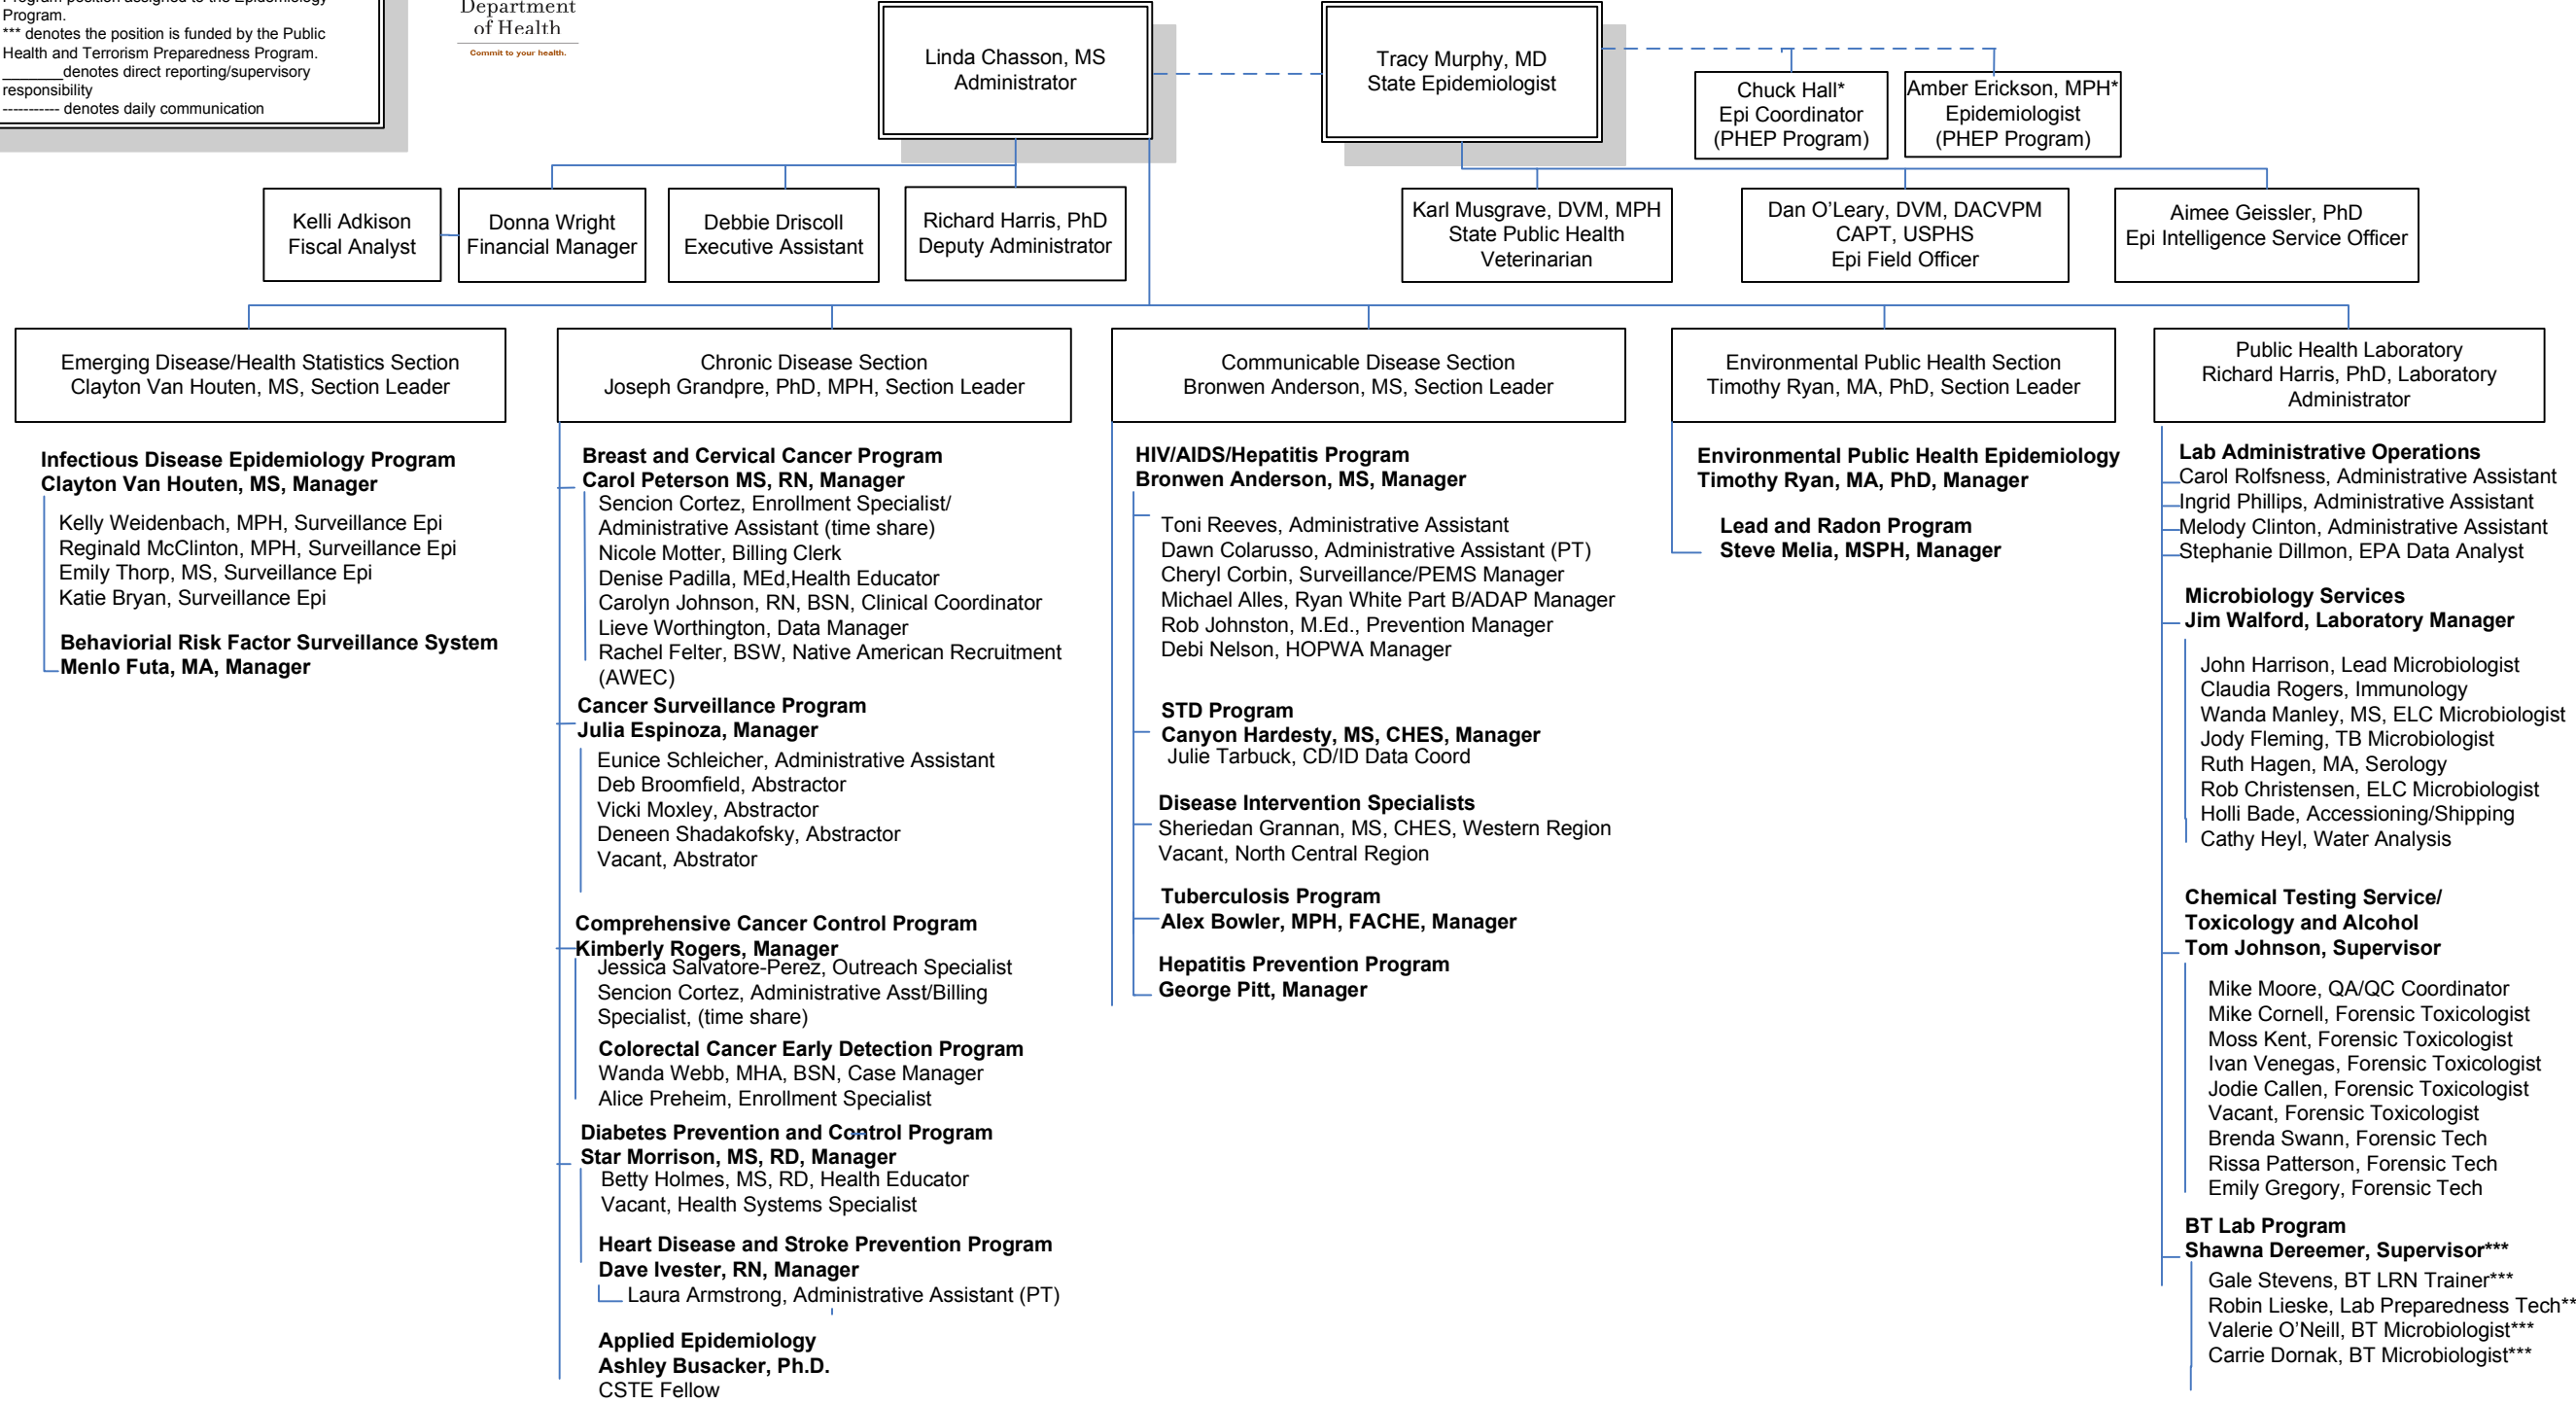 Program position assigned to the Epidemiology
Program.
*** denotes the position is funded by the Public
Health and Terrorism Preparedness Program.
_______denotes direct reporting/supervisory
responsibility
----------- denotes daily communication
Department
of Health
Commit to your health.
Linda Chasson, MS
Administrator
Tracy Murphy, MD
State Epidemiologist
Chuck Hall*
Epi Coordinator
(PHEP Program)
Amber Erickson, MPH*
Epidemiologist
(PHEP Program)
Kelli Adkison
Fiscal Analyst
Donna Wright
Financial Manager
Debbie Driscoll
Executive Assistant
Richard Harris, PhD
Deputy Administrator
Karl Musgrave, DVM, MPH
State Public Health
Veterinarian
Dan O'Leary, DVM, DACVPM
CAPT, USPHS
Epi Field Officer
Aimee Geissler, PhD
Epi Intelligence Service Officer
Emerging Disease/Health Statistics Section
Clayton Van Houten, MS, Section Leader
Infectious Disease Epidemiology Program
Clayton Van Houten, MS, Manager
Kelly Weidenbach, MPH, Surveillance Epi
Reginald McClinton, MPH, Surveillance Epi
Emily Thorp, MS, Surveillance Epi
Katie Bryan, Surveillance Epi
Behaviorial Risk Factor Surveillance System
Menlo Futa, MA, Manager
Chronic Disease Section
Joseph Grandpre, PhD, MPH, Section Leader
Breast and Cervical Cancer Program
Carol Peterson MS, RN, Manager
Sencion Cortez, Enrollment Specialist/
Administrative Assistant (time share)
Nicole Motter, Billing Clerk
Denise Padilla, MEd,Health Educator
Carolyn Johnson, RN, BSN, Clinical Coordinator
Lieve Worthington, Data Manager
Rachel Felter, BSW, Native American Recruitment
(AWEC)
Cancer Surveillance Program
Julia Espinoza, Manager
Eunice Schleicher, Administrative Assistant
Deb Broomfield, Abstractor
Vicki Moxley, Abstractor
Deneen Shadakofsky, Abstractor
Vacant, Abstrator
Comprehensive Cancer Control Program
Kimberly Rogers, Manager
Jessica Salvatore-Perez, Outreach Specialist
Sencion Cortez, Administrative Asst/Billing
Specialist, (time share)
Colorectal Cancer Early Detection Program
Wanda Webb, MHA, BSN, Case Manager
Alice Preheim, Enrollment Specialist
Diabetes Prevention and Control Program
Star Morrison, MS, RD, Manager
Betty Holmes, MS, RD, Health Educator
Vacant, Health Systems Specialist
Heart Disease and Stroke Prevention Program
Dave Ivester, RN, Manager
Laura Armstrong, Administrative Assistant (PT)
Applied Epidemiology
Ashley Busacker, Ph.D.
CSTE Fellow
Communicable Disease Section
Bronwen Anderson, MS, Section Leader
HIV/AIDS/Hepatitis Program
Bronwen Anderson, MS, Manager
Toni Reeves, Administrative Assistant
Dawn Colarusso, Administrative Assistant (PT)
Cheryl Corbin, Surveillance/PEMS Manager
Michael Alles, Ryan White Part B/ADAP Manager
Rob Johnston, M.Ed., Prevention Manager
Debi Nelson, HOPWA Manager
STD Program
Canyon Hardesty, MS, CHES, Manager
Julie Tarbuck, CD/ID Data Coord
Disease Intervention Specialists
Sheriedan Grannan, MS, CHES, Western Region
Vacant, North Central Region
Tuberculosis Program
Alex Bowler, MPH, FACHE, Manager
Hepatitis Prevention Program
George Pitt, Manager
Environmental Public Health Section
Timothy Ryan, MA, PhD, Section Leader
Environmental Public Health Epidemiology
Timothy Ryan, MA, PhD, Manager
Lead and Radon Program
Steve Melia, MSPH, Manager
Public Health Laboratory
Richard Harris, PhD, Laboratory
Administrator
Lab Administrative Operations
Carol Rolfsness, Administrative Assistant
Ingrid Phillips, Administrative Assistant
Melody Clinton, Administrative Assistant
Stephanie Dillmon, EPA Data Analyst
Microbiology Services
Jim Walford, Laboratory Manager
John Harrison, Lead Microbiologist
Claudia Rogers, Immunology
Wanda Manley, MS, ELC Microbiologist
Jody Fleming, TB Microbiologist
Ruth Hagen, MA, Serology
Rob Christensen, ELC Microbiologist
Holli Bade, Accessioning/Shipping
Cathy Heyl, Water Analysis
Chemical Testing Service/
Toxicology and Alcohol
Tom Johnson, Supervisor
Mike Moore, QA/QC Coordinator
Mike Cornell, Forensic Toxicologist
Moss Kent, Forensic Toxicologist
Ivan Venegas, Forensic Toxicologist
Jodie Callen, Forensic Toxicologist
Vacant, Forensic Toxicologist
Brenda Swann, Forensic Tech
Rissa Patterson, Forensic Tech
Emily Gregory, Forensic Tech
BT Lab Program
Shawna Dereemer, Supervisor***
Gale Stevens, BT LRN Trainer***
Robin Lieske, Lab Preparedness Tech**
Valerie O'Neill, BT Microbiologist***
Carrie Dornak, BT Microbiologist***